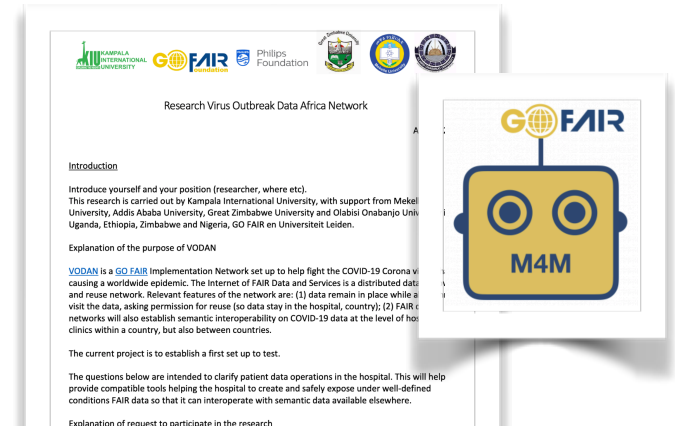 KAMPALA
INTERNATIONAL
UNIVERSITY
GO FAIR
foundation
Philips
Foundation
Research Virus Outbreak Data Africa Network
Introduction
Introduce yourself and your position (researcher, where etc).
This research is carried out by Kampala International University, with support from
University, Addis Ababa University, Great Zimbabwe University and Olabisi Onabanjo
Uganda, Ethiopia, Zimbabwe and Nigeria, GO FAIR en Universiteit Leiden.
Explanation of the purpose of VODAN
VODAN is a GO FAIR Implementation Network set up to help fight the COVID-19 Corona
causing a worldwide epidemic. The Internet of FAIR Data and Services is a distributed data
and reuse network. Relevant features of the network are: (1) data remain in place while
visit the data, asking permission for reuse (so data stay in the hospital, country); (2) FAIR
networks will also establish semantic interoperability on COVID-19 data at the level of
clinics within a country, but also between countries.
The current project is to establish a first set up to test.
The questions below are intended to clarify patient data operations in the hospital. This will help
provide compatible tools helping the hospital to create and safely expose under well-defined
conditions FAIR data so that it can interoperate with semantic data available elsewhere.
Explanation of request to participate in the research
GO FAIR
M4M